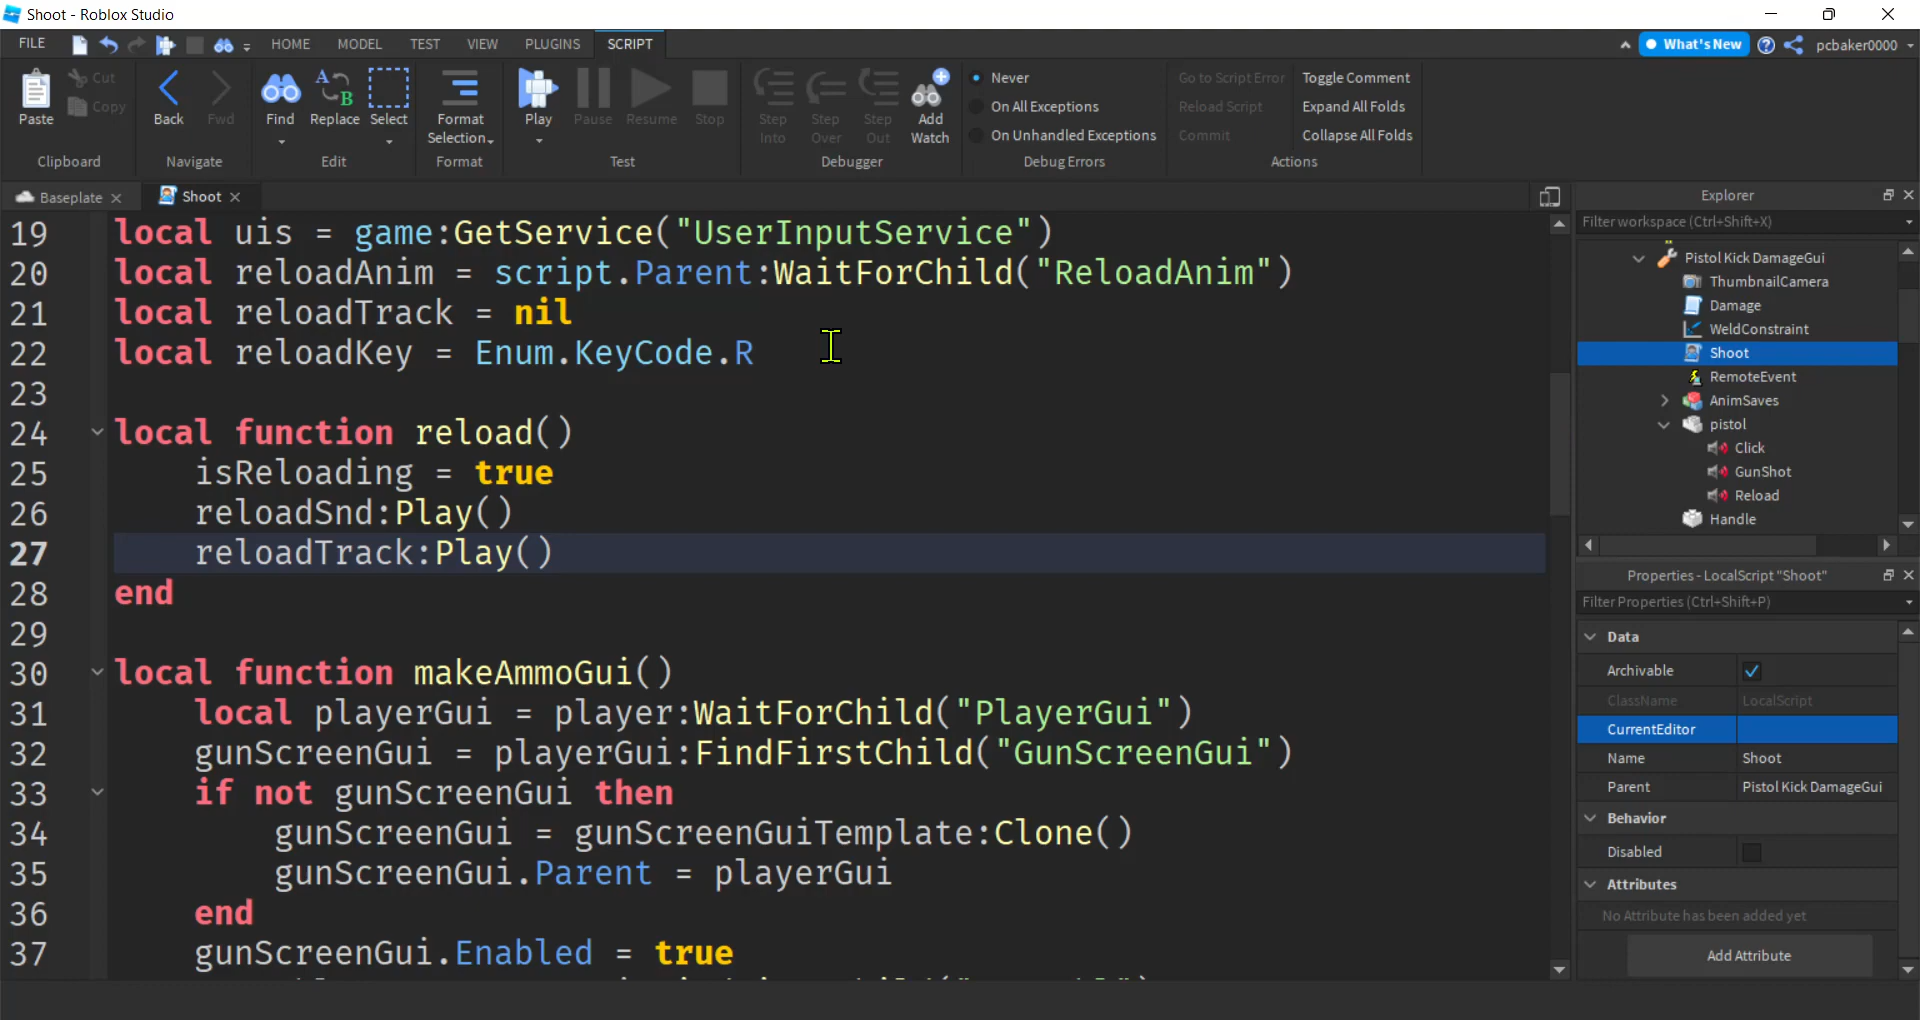 Shoot - Roblox Studio
FILE HOME MODEL TEST VIEW PLUGINS SCRIPT What's New pcbaker0000
Paste Cut Copy
Clipboard
Back Fwd
Navigate
Find Replace Select
Edit
Format Selection
Format
Play Pause Resume Stop
Test
Step Into Step Over Step Out Add Watch
Debugger
Never
On All Exceptions
On Unhandled Exceptions
Debug Errors
Go to Script Error Toggle Comment
Reload Script Expand All Folds
Commit Collapse All Folds
Actions
Baseplate Shoot
19 local uis = game:GetService("UserInputService")
20 local reloadAnim = script.Parent:WaitForChild("ReloadAnim")
21 local reloadTrack = nil
22 local reloadKey = Enum.KeyCode.R
23
24 local function reload()
25 isReloading = true
26 reloadSnd:Play()
27 reloadTrack:Play()
28 end
29
30 local function makeAmmoGui()
31 local playerGui = player:WaitForChild("PlayerGui")
32 gunScreenGui = playerGui:FindFirstChild("GunScreenGui")
33 if not gunScreenGui then
34 gunScreenGui = gunScreenGuiTemplate:Clone()
35 gunScreenGui.Parent = playerGui
36 end
37 gunScreenGui.Enabled = true
Explorer
Filter workspace (Ctrl+Shift+X)
Pistol Kick DamageGui
ThumbnailCamera
Damage
WeldConstraint
Shoot
RemoteEvent
AnimSaves
pistol
Click
GunShot
Reload
Handle
Properties - LocalScript "Shoot"
Filter Properties (Ctrl+Shift+P)
Data
Archivable
ClassName LocalScript
CurrentEditor
Name Shoot
Parent Pistol Kick DamageGui
Behavior
Disabled
Attributes
No Attribute has been added yet
Add Attribute